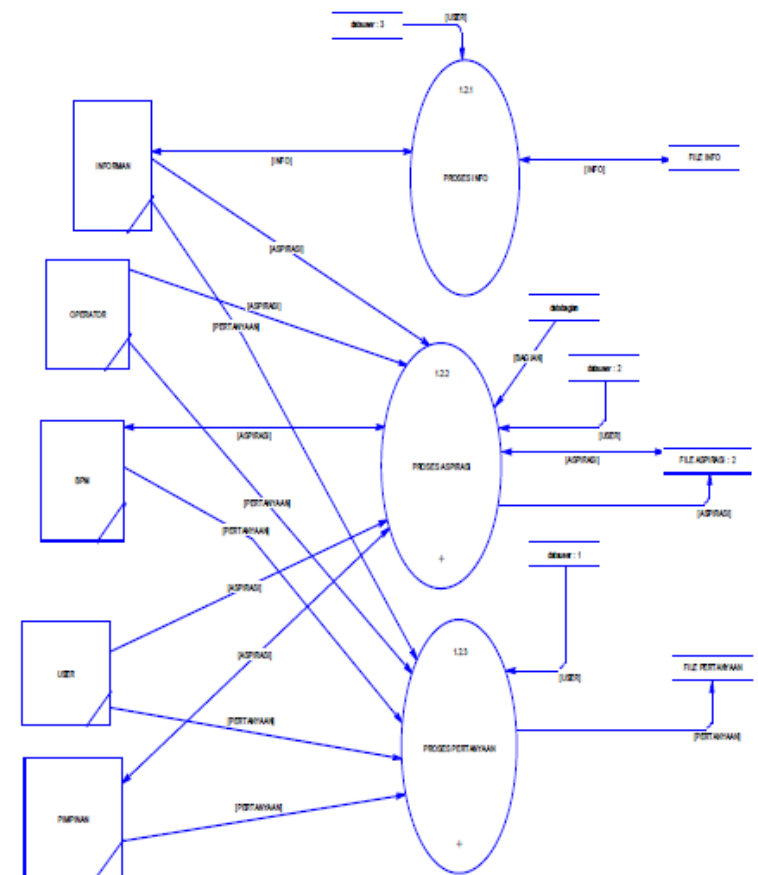 [USER]
datauser : 3
1.2.1
INFORMAN
[INFO]
PROSES INFO
[INFO]
FILE INFO
[ASPIRASI]
OPERATOR
[ASPIRASI]
[PERTANYAAN]
databagian
[BAGIAN]
1.2.2
datauser : 2
[USER]
[ASPIRASI]
PROSES ASPIRASI
[ASPIRASI]
FILE ASPIRASI : 2
[PERTANYAAN]
[ASPIRASI]
[PERTANYAAN]
datauser : 1
[ASPIRASI]
1.2.3
[ASPIRASI]
USER
[USER]
FILE PERTANYAAN
[PERTANYAAN]
[PERTANYAAN]
PROSES PERTANYAAN
[PERTANYAAN]
PIMPINAN